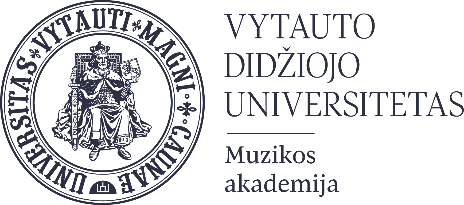 UNIVERSITAS VYTAUTI MAGNI CAUNAE
VYTAUTO
DIDŽIOJO
UNIVERSITETAS
Muzikos
akademija